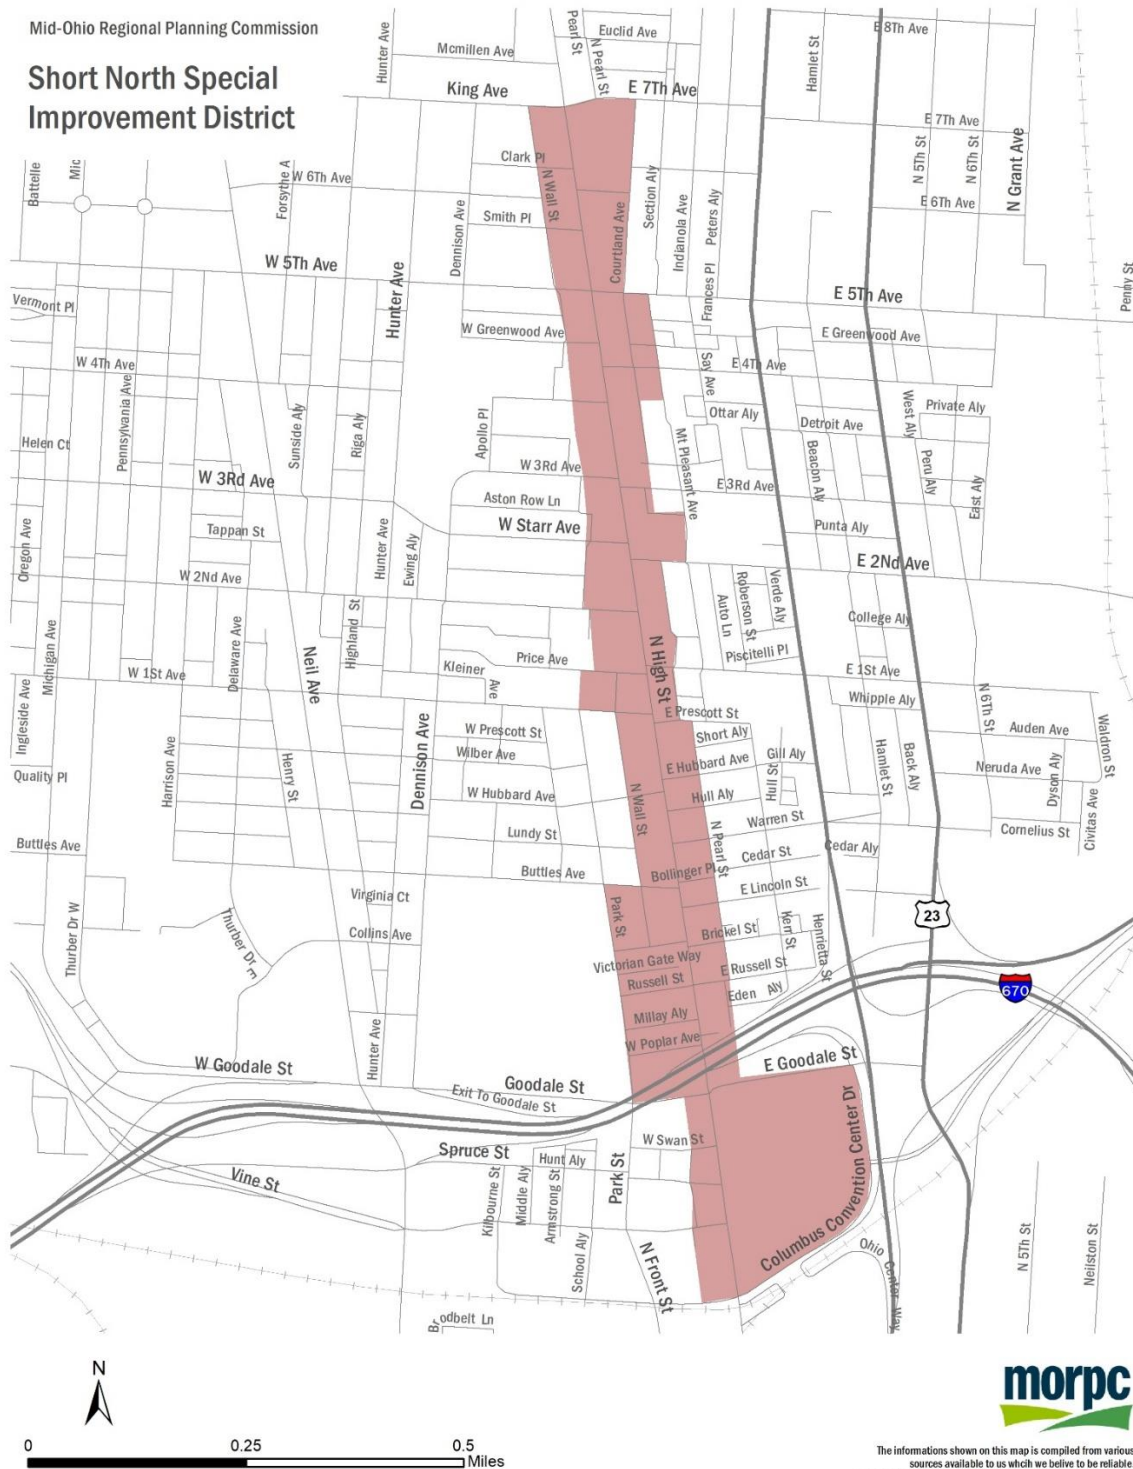 Mid-Ohio Regional Planning Commission
Short North Special
Improvement District
Hunter Ave
Mcmillen Ave
Pearl St
N Pearl St
Euclid Ave
Hamlet St
E 8Th Ave
King Ave
E 7Th Ave
E 7Th Ave
N 5Th St
N 6Th St
N Grant Ave
Battelle
Mic
Forsythe A
W 6Th Ave
Clark Pl
N Wall St
Smith Pl
Dennison Ave
Courtland Ave
Section Aly
Indianola Ave
Peters Aly
E 6Th Ave
W 5Th Ave
Hunter Ave
Frances Pl
E 5Th Ave
Penny St
Vermont Pl
W Greenwood Ave
E Greenwood Ave
W 4Th Ave
Pennsylvania Ave
Say Ave
E 4Th Ave
Sunside Aly
Riga Aly
Apollo Pl
Ottar Aly
Detroit Ave
West Aly
Private Aly
Helen Ct
W 3Rd Ave
W 3Rd Ave
Mt Pleasant Ave
E 3Rd Ave
Beacon Aly
Peru Aly
East Aly
Aston Row Ln
W Starr Ave
Tappan St
Punta Aly
Oregon Ave
Hunter Ave
Ewing Aly
W 2Nd Ave
E 2Nd Ave
Highland St
Auto Ln
Roberson St
Verde Aly
Michigan Ave
Delaware Ave
College Aly
Neil Ave
N High St
Piscitelli Pl
Price Ave
Kleiner
Ave
W 1St Ave
E 1St Ave
Ingleside Ave
Whipple Aly
N 6Th St
Dennison Ave
W Prescott St
E Prescott St
Short Aly
Auden Ave
Waldron St
Harrison Ave
Henry St
Wilber Ave
E Hubbard Ave
Gill Aly
Hull St
Hamlet St
Back Aly
Neruda Ave
Dyson Aly
Quality Pl
W Hubbard Ave
N Wall St
Hull Aly
Civitas Ave
Lundy St
N Pearl St
Warren St
Cornelius St
Buttles Ave
Buttles Ave
Bollinger Pl
Cedar St
Cedar Aly
E Lincoln St
Virginia Ct
Park St
Thurber Dr W
Thurber Dr E
Collins Ave
Brickel St
Kerr St
Henrietta St
23
Victorian Gate Way
E Russell St
Russell St
Eden Aly
670
Millay Aly
Hunter Ave
W Poplar Ave
W Goodale St
Goodale St
E Goodale St
Exit To Goodale St
Columbus Convention Center Dr
W Swan St
Spruce St
Hunt Aly
Vine St
Kilbourne St
Middle Aly
Armstrong St
School Aly
Park St
N Front St
Ohio Center Way
N 5Th St
Neilston St
Brodbelt Ln
N
0
0.25
0.5
Miles
morpc
The informations shown on this map is compiled from various
sources available to us whcih we belive to be reliable.